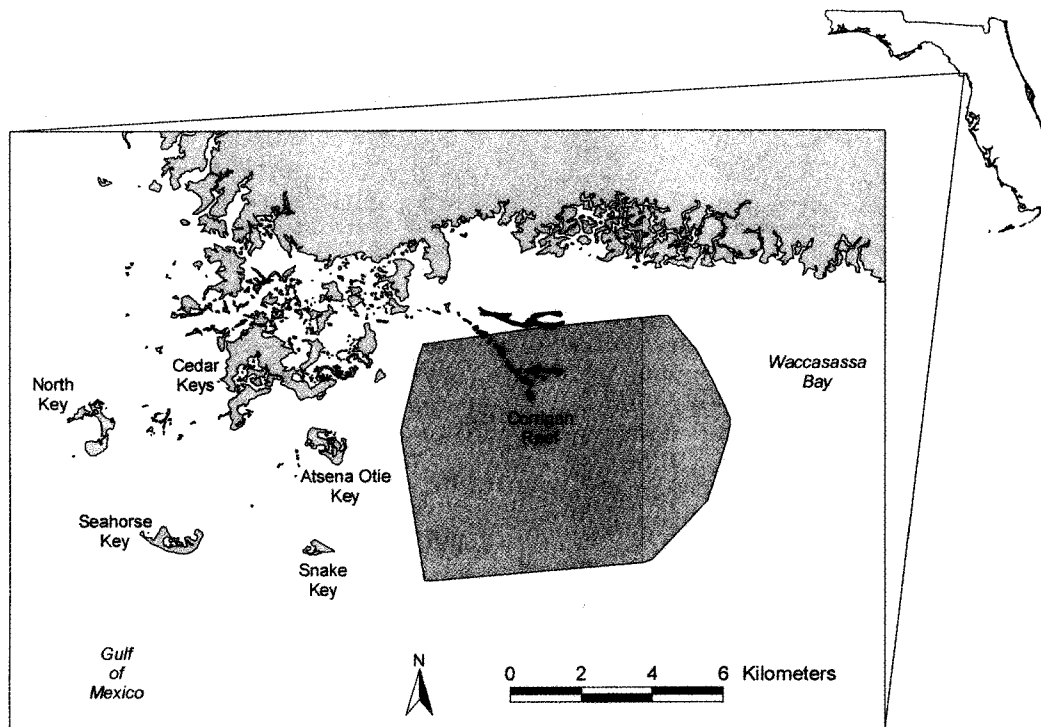 Cedar
Keys
North
Key
Waccasassa
Bay
Corrigan
Reef
Atsena Otie
Key
Seahorse
Key
Snake
Key
Gulf
of
Mexico
N
0 2 4 6 Kilometers